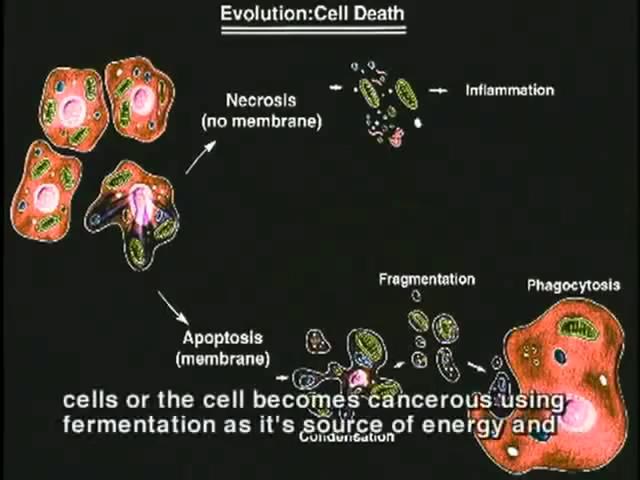 Evolution:Cell Death
Necrosis
(no membrane)
Inflammation
Fragmentation
Phagocytosis
Apoptosis
(membrane)
cells or the cell becomes cancerous using
fermentation as it's source of energy and
Condensation